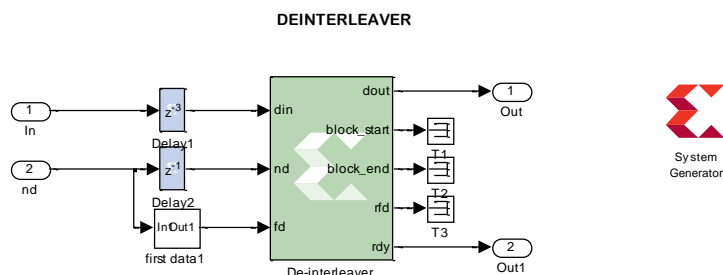 DEINTERLEAVER
1
In
z-3
Delay1
2
nd
z-1
Delay2
In1 Out1
first data1
din
nd
fd
dout
block_start
block_end
rfd
rdy
De-interleaver
T1
T2
T3
1
Out
2
Out1
System
Generator